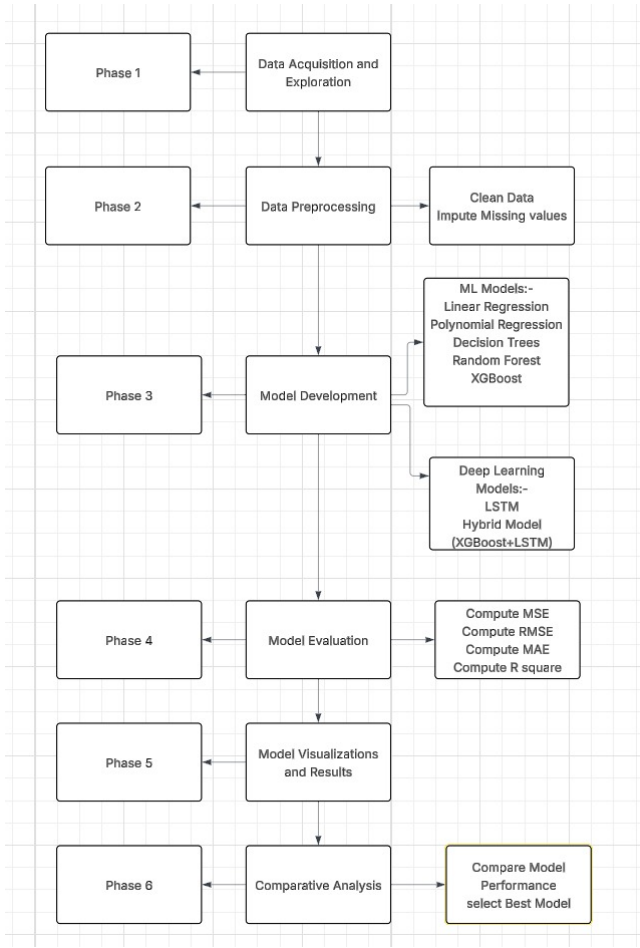 Phase 1
Data Acquisition and
Exploration
Phase 2
Data Preprocessing
Clean Data
Impute Missing values
ML Models:-
Linear Regression
Polynomial Regression
Decision Trees
Random Forest
XGBoost
Phase 3
Model Development
Deep Learning
Models:-
LSTM
Hybrid Model
(XGBoost+LSTM)
Phase 4
Model Evaluation
Compute MSE
Compute RMSE
Compute MAE
Compute R square
Phase 5
Model Visualizations
and Results
Phase 6
Comparative Analysis
Compare Model
Performance
select Best Model